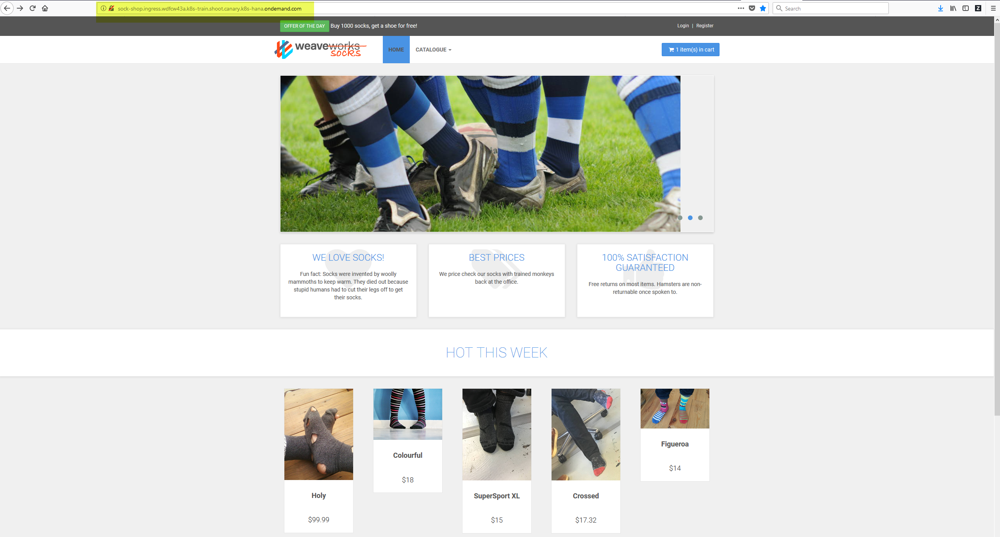 sock-shop.ingress.wdfcw43a.k8s-train.shoot.canary.k8s-hana.ondemand.com
Search
OFFER OF THE DAY Buy 1000 socks, get a shoe for free!
Login | Register
weaveworks
socks
HOME
CATALOGUE
1 item(s) in cart
WE LOVE SOCKS!
Fun fact: Socks were invented by woolly
mammoths to keep warm. They died out because
stupid humans had to cut their legs off to get
their socks.
BEST PRICES
We price check our socks with trained monkeys
back at the office.
100% SATISFACTION
GUARANTEED
Free returns on most items. Hamsters are non-
returnable once spoken to.
HOT THIS WEEK
Holy
$99.99
Colourful
$18
SuperSport XL
$15
Crossed
$17.32
Figueroa
$14